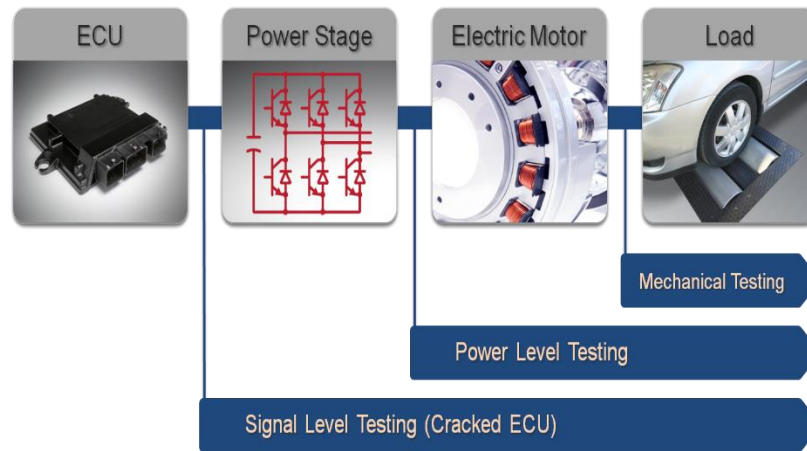 ECU
Power Stage
Electric Motor
Load
Mechanical Testing
Power Level Testing
Signal Level Testing (Cracked ECU)